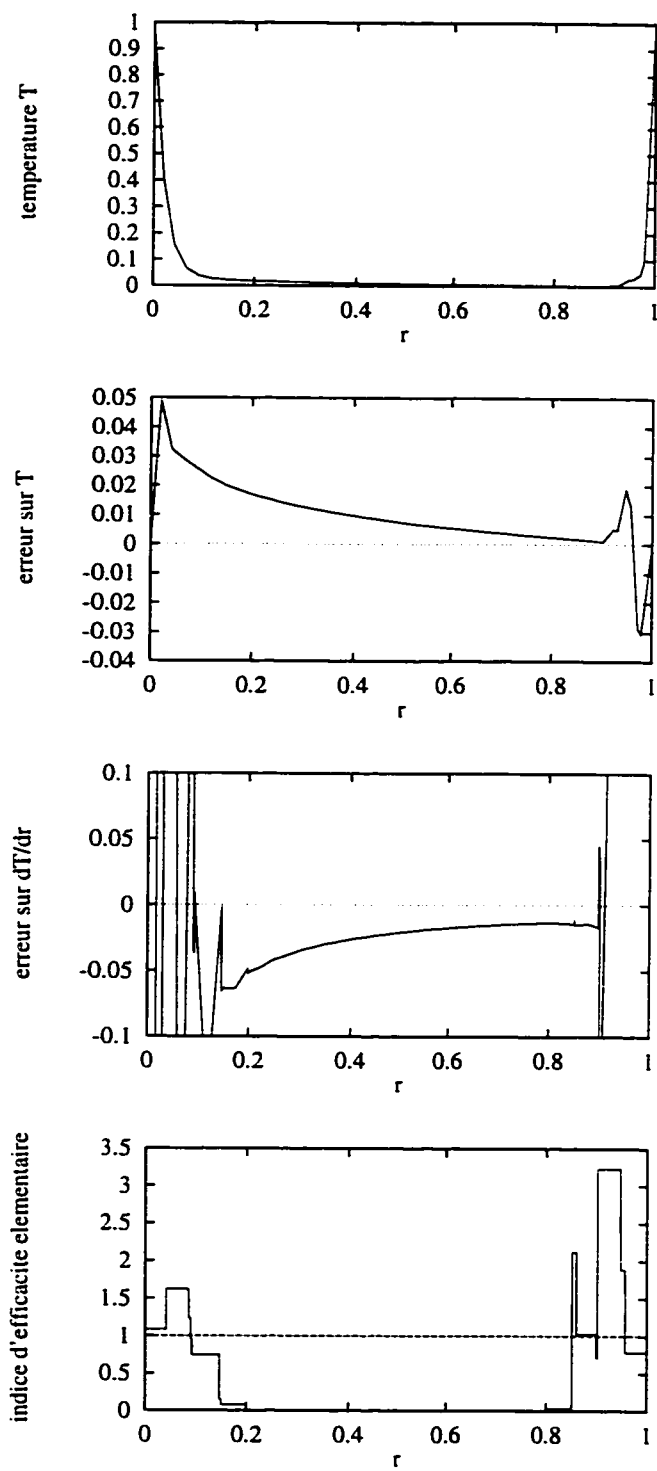 1
0.9
0.8
0.7
0.6
0.5
0.4
0.3
0.2
0.1
0
temperature T
0 0.2 0.4 0.6 0.8 1
r
0.05
0.04
0.03
0.02
0.01
0
-0.01
-0.02
-0.03
-0.04
erreur sur T
0 0.2 0.4 0.6 0.8 1
r
0.1
0.05
0
-0.05
-0.1
erreur sur dT/dr
0 0.2 0.4 0.6 0.8 1
r
3.5
3
2.5
2
1.5
1
0.5
0
indice d'efficacite elementaire
0 0.2 0.4 0.6 0.8 1
r